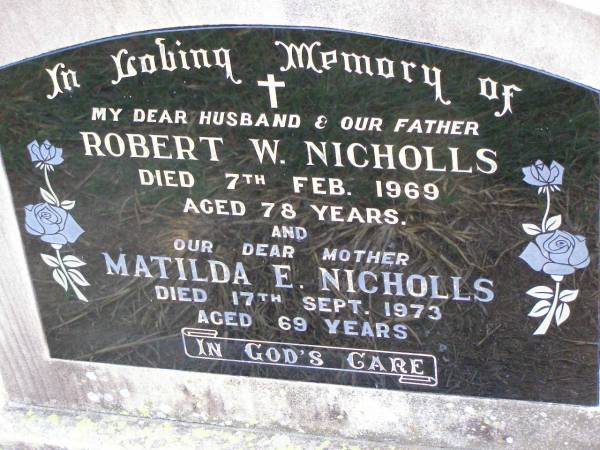 In Loving Memory of
MY DEAR HUSBAND & OUR FATHER
ROBERT W. NICHOLLS
DIED 7TH FEB. 1969
AGED 78 YEARS.
AND
OUR DEAR MOTHER
MATILDA E. NICHOLLS
DIED 17TH SEPT. 1973
AGED 69 YEARS
IN GOD'S CARE